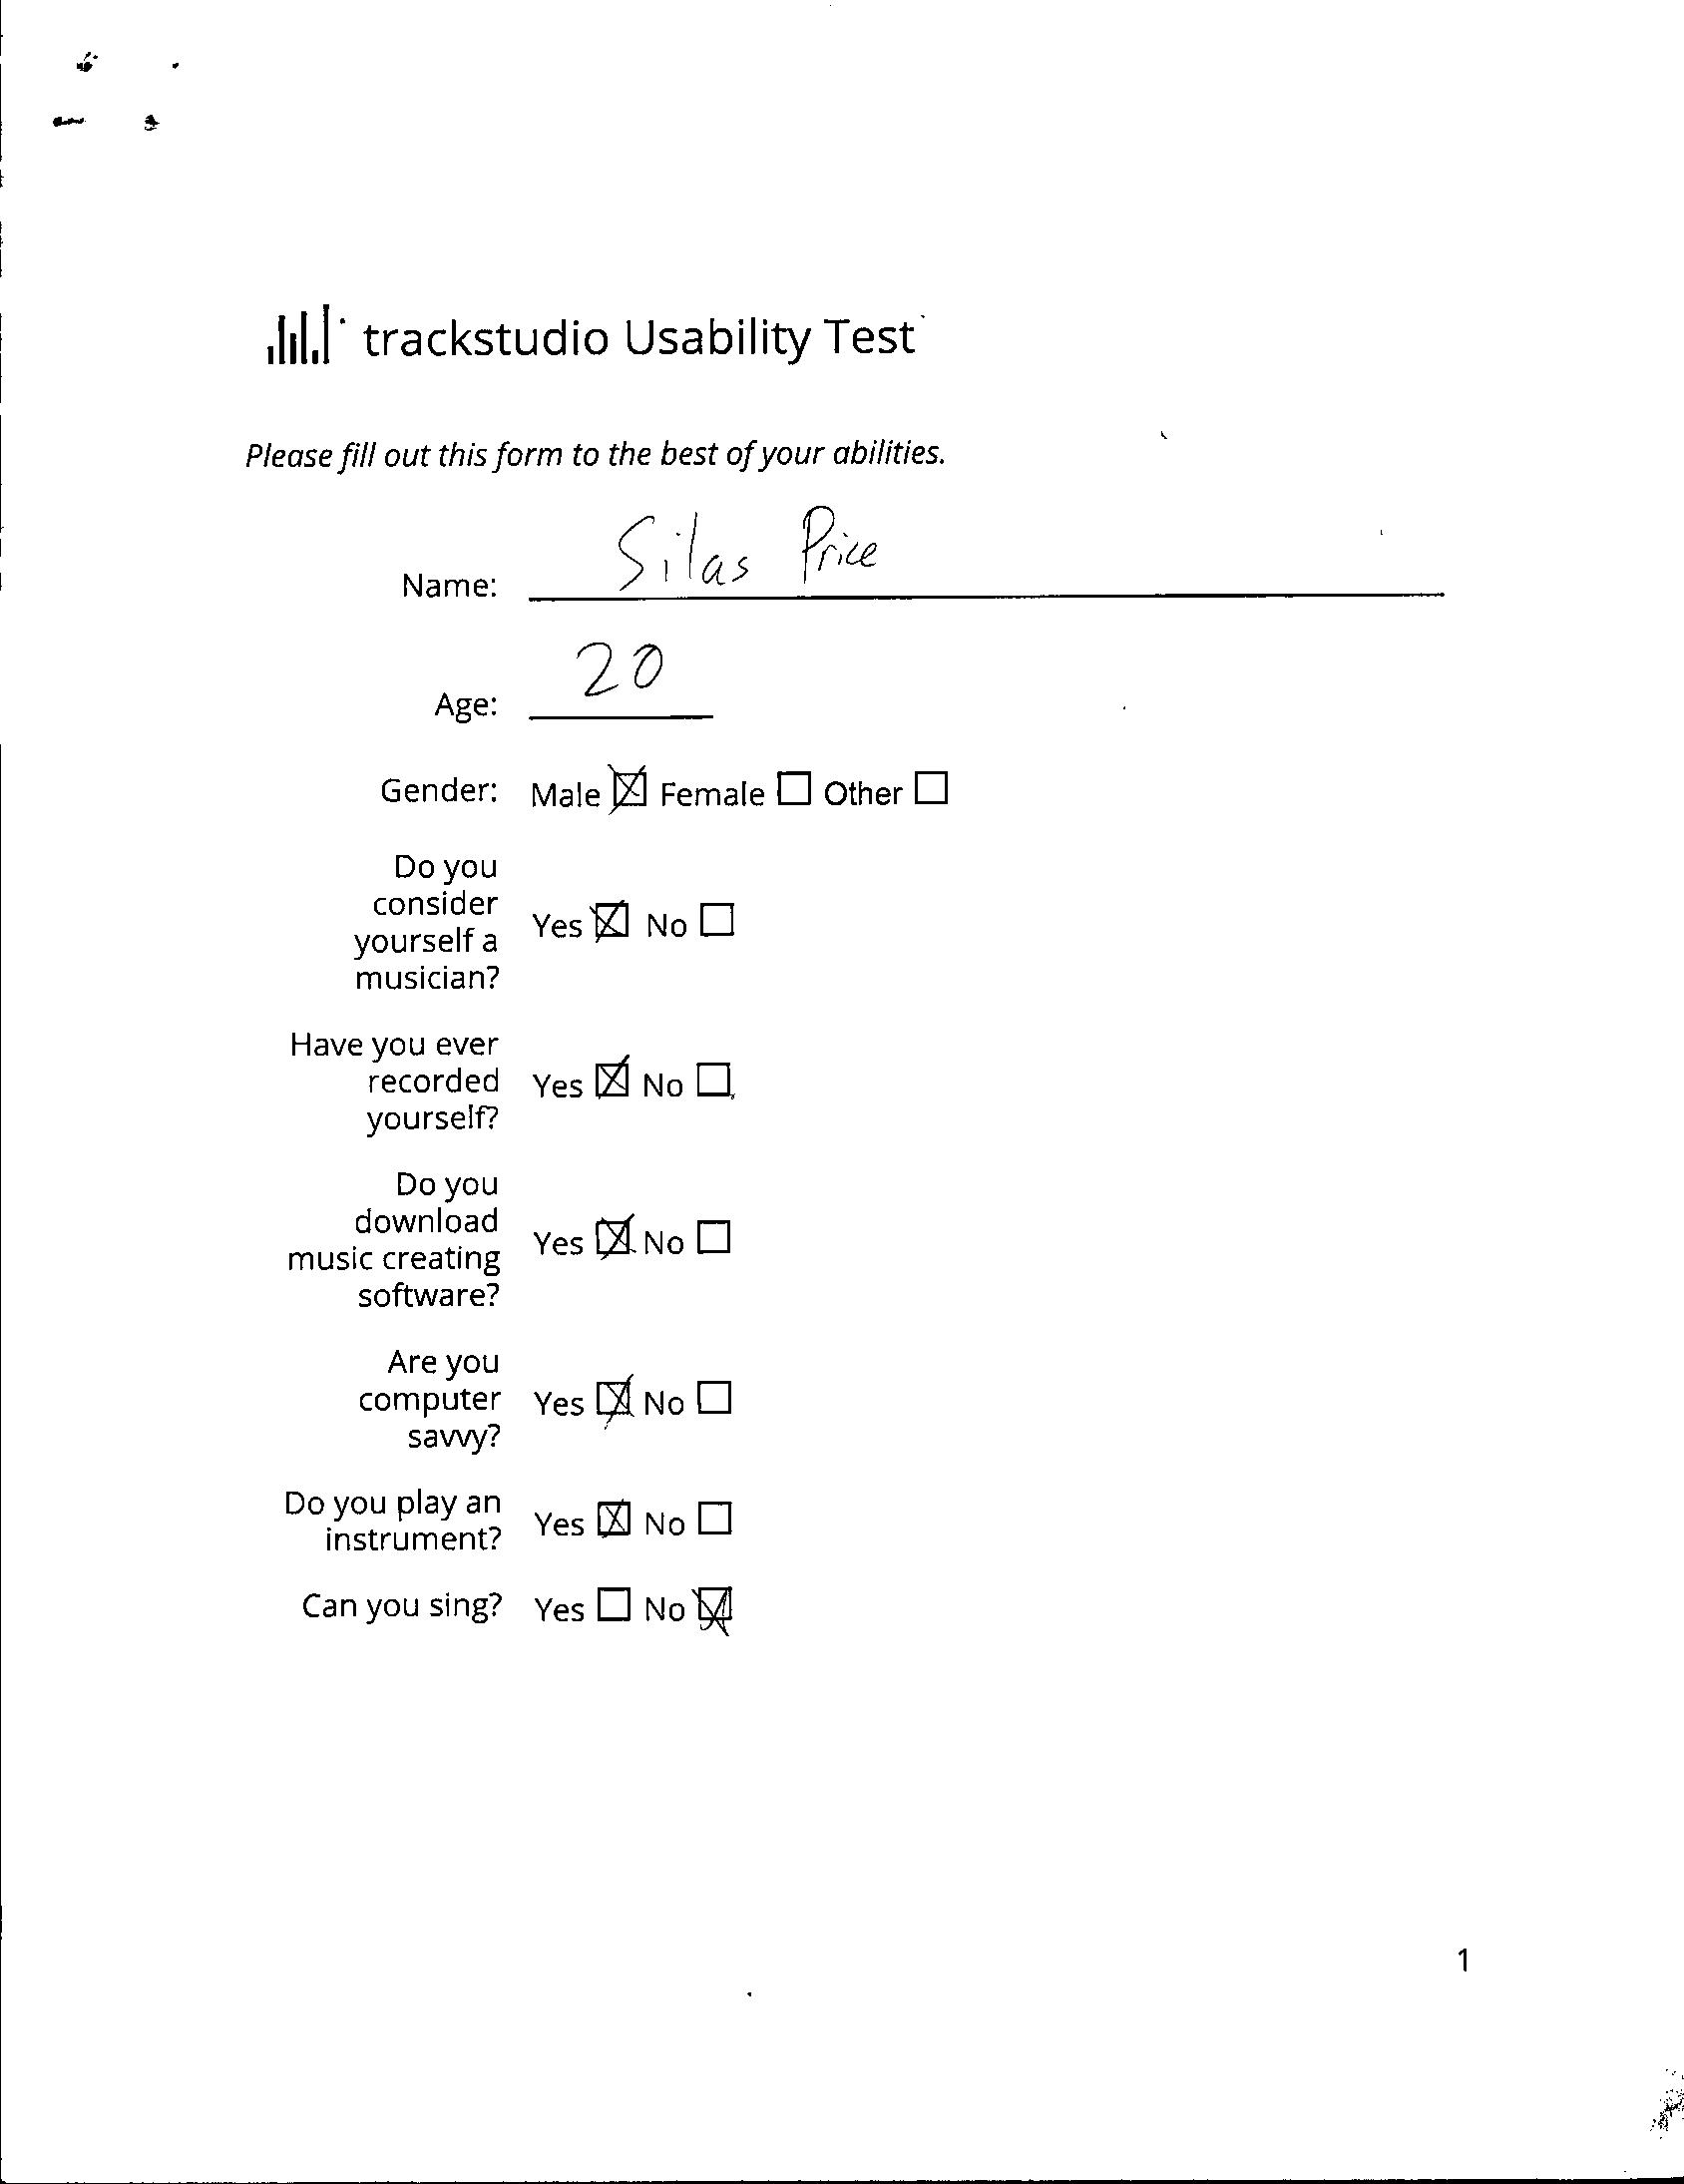 trackstudio Usability Test
Please fill out this form to the best of your abilities.
Name: Silas Price
Age: 20
Gender: Male ☒ Female ☐ Other ☐
Do you
consider
yourself a
musician?
Yes ☒ No ☐
Have you ever
recorded
yourself?
Yes ☒ No ☐
Do you
download
music creating
software?
Yes ☒ No ☐
Are you
computer
savvy?
Yes ☒ No ☐
Do you play an
instrument?
Yes ☒ No ☐
Can you sing? Yes ☐ No ☒
1